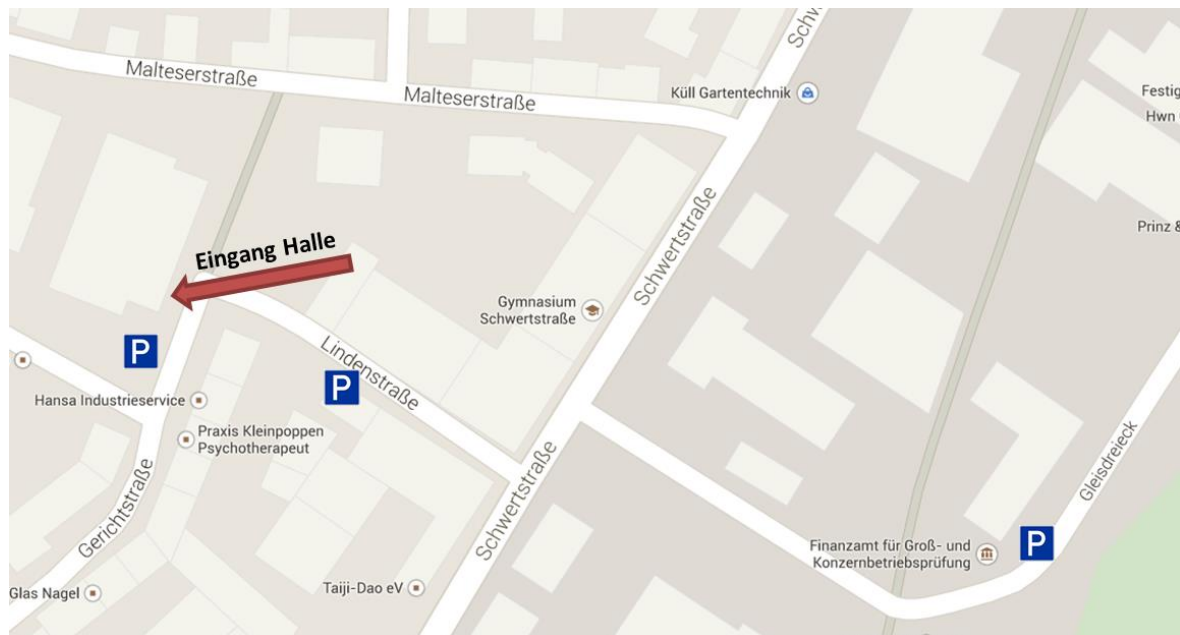 Schw
Malteserstraße
Malteserstraße
Küll Gartentechnik
Festig
Hwn
Prinz &
Eingang Halle
Schwertstraße
Gymnasium
Schwertstraße
P
Lindenstraße
P
Hansa Industrieservice
Praxis Kleinpoppen
Psychotherapeut
Gerichtstraße
Schwertstraße
Gleisdreieck
Finanzamt für Groß- und
Konzernbetriebsprüfung
P
Taiji-Dao eV
Glas Nagel